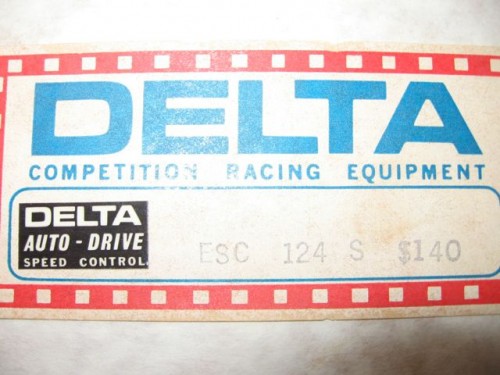 DELTA
COMPETITION RACING EQUIPMENT
DELTA
AUTO - DRIVE
SPEED CONTROL.
ESC 124 S $140